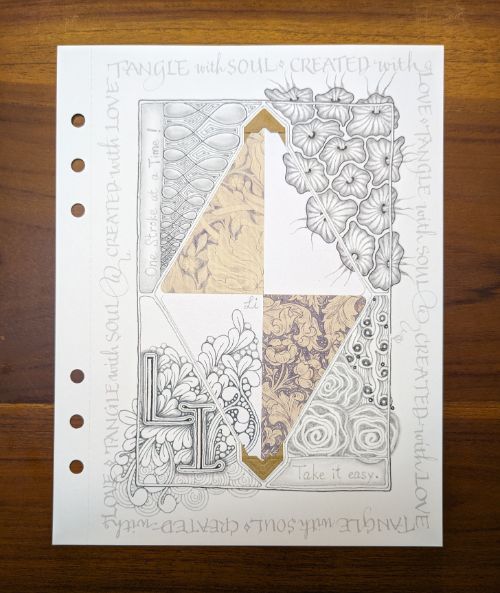 TANGLE with SOUL CREATED with LOVE TANGLE with SOUL @ CREATED with LOVE
TANGLE with SOUL CREATED with LOVE TANGLE with SOUL @ CREATED with LOVE
One Stroke at a Time!
Li
LI
Take it easy.